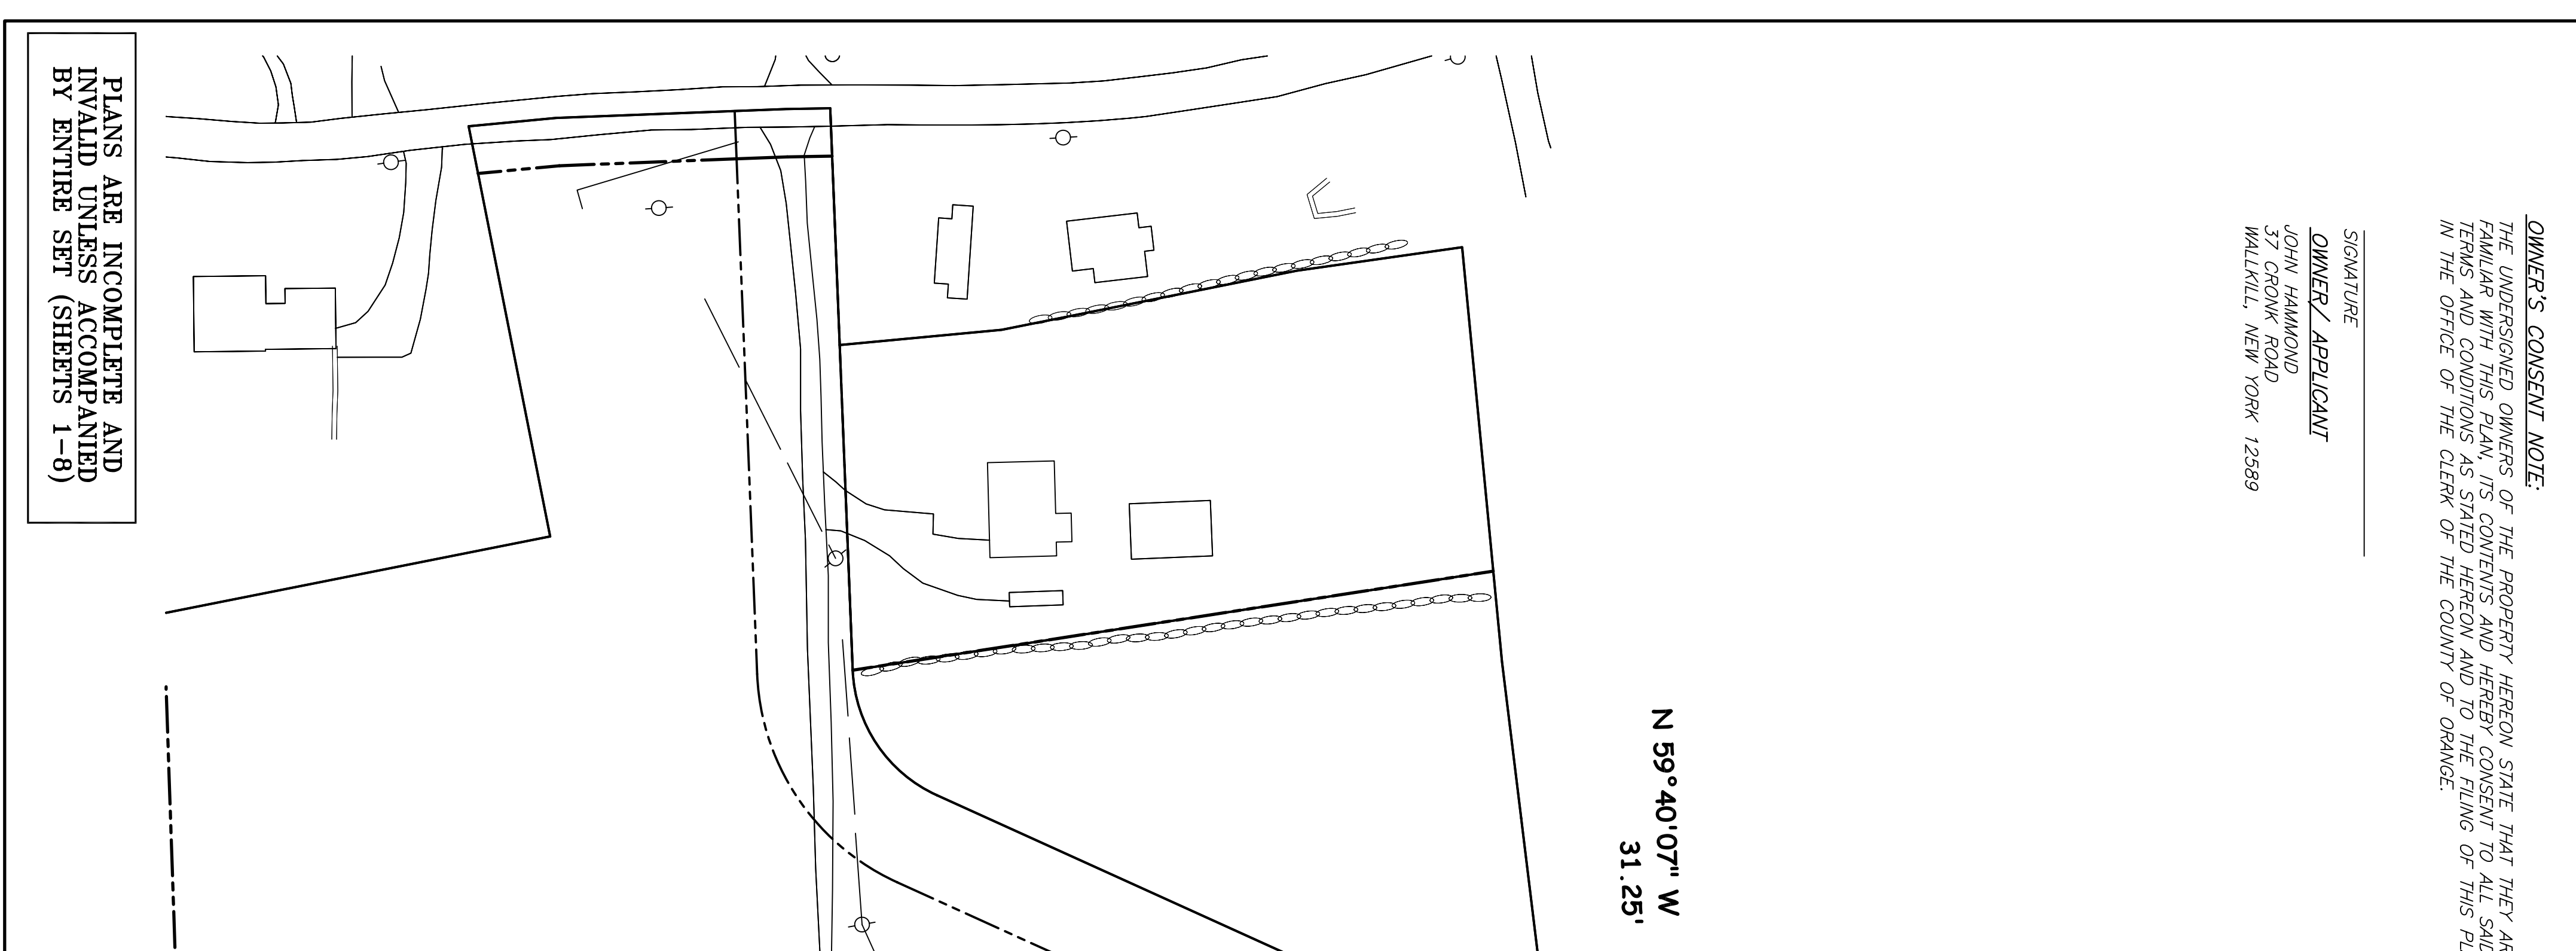 OWNER'S CONSENT NOTE:
THE UNDERSIGNED OWNERS OF THE PROPERTY HEREON STATE THAT THEY
FAMILIAR WITH THIS PLAN, ITS CONTENTS AND HEREBY CONSENT TO ALL SAID
TERMS AND CONDITIONS AS STATED HEREON AND TO THE FILING OF THIS
IN THE OFFICE OF THE CLERK OF THE COUNTY OF ORANGE.
SIGNATURE
OWNER/ APPLICANT
JOHN HAMMOND
37 CRONK ROAD
WALLKILL, NEW YORK 12589
N 59°40'07" W
31.25'
PLANS ARE INCOMPLETE AND
INVALID UNLESS ACCOMPANIED
BY ENTIRE SET (SHEETS 1-8)